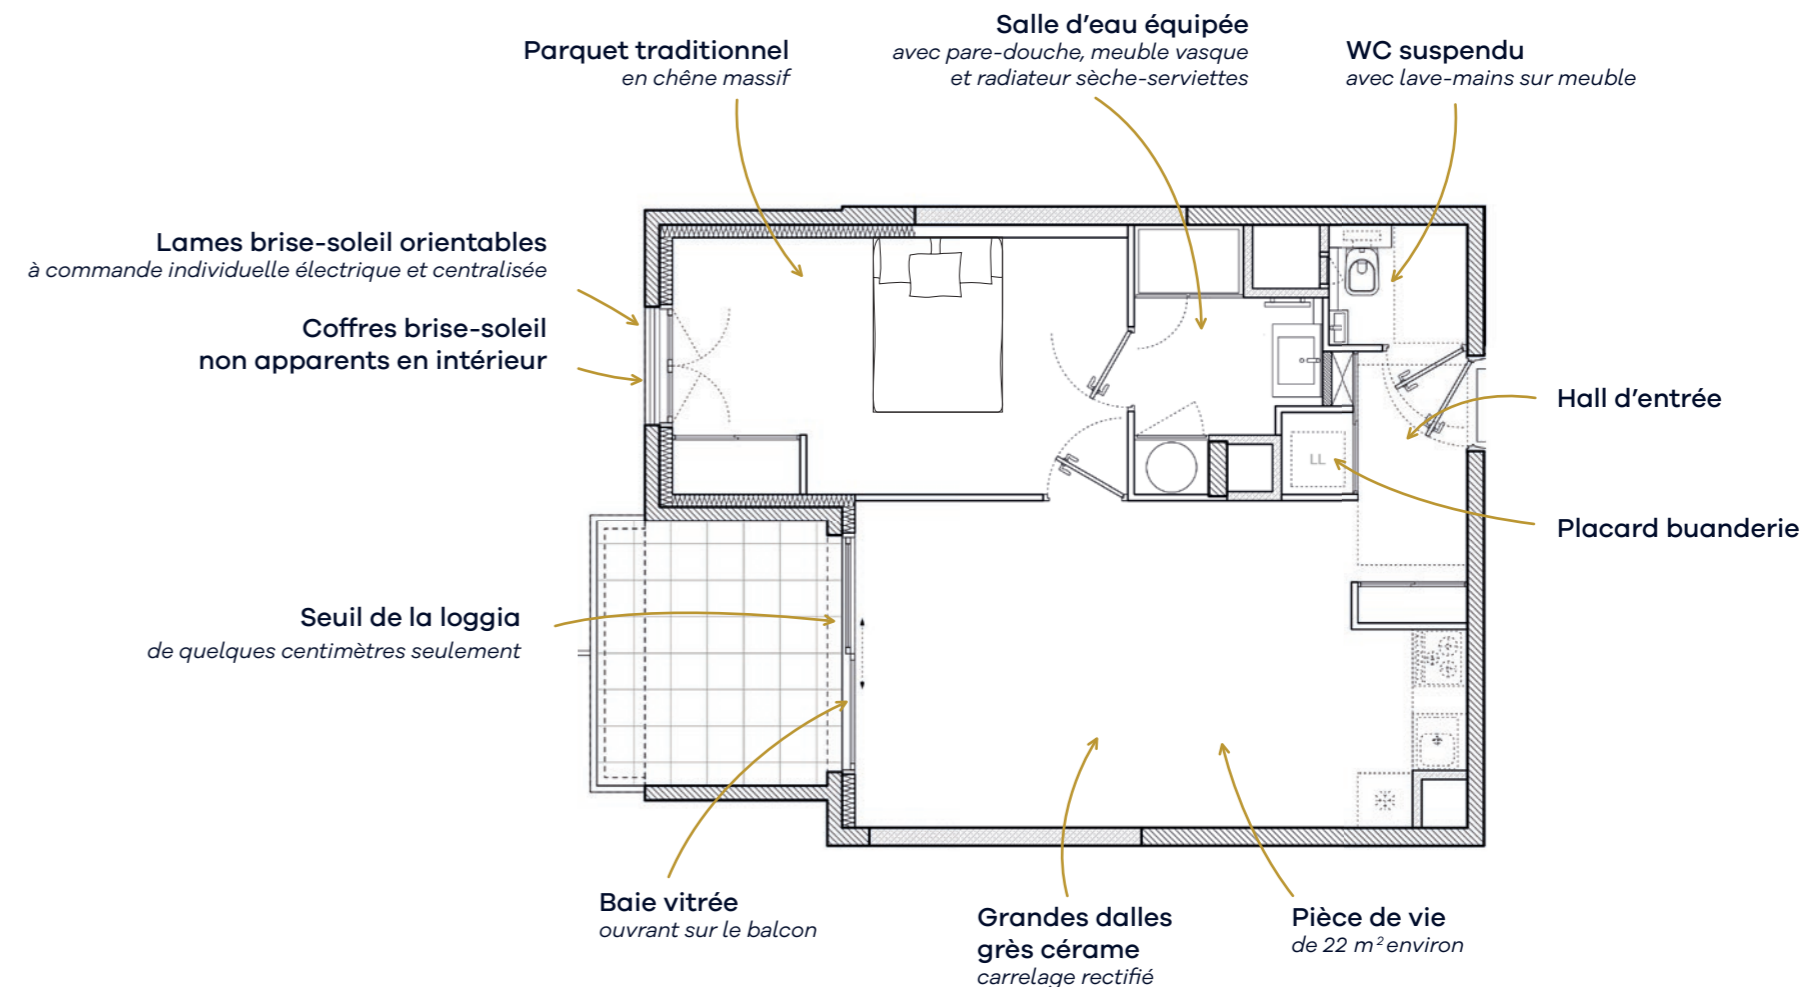 Parquet traditionnel
en chêne massif
Salle d’eau équipée
avec pare-douche, meuble vasque
et radiateur sèche-serviettes
WC suspendu
avec lave-mains sur meuble
Lames brise-soleil orientables
à commande individuelle électrique et centralisée
Coffres brise-soleil
non apparents en intérieur
Hall d’entrée
LL
Placard buanderie
Seuil de la loggia
de quelques centimètres seulement
Baie vitrée
ouvrant sur le balcon
Grandes dalles
grès cérame
carrelage rectifié
Pièce de vie
de 22 m² environ